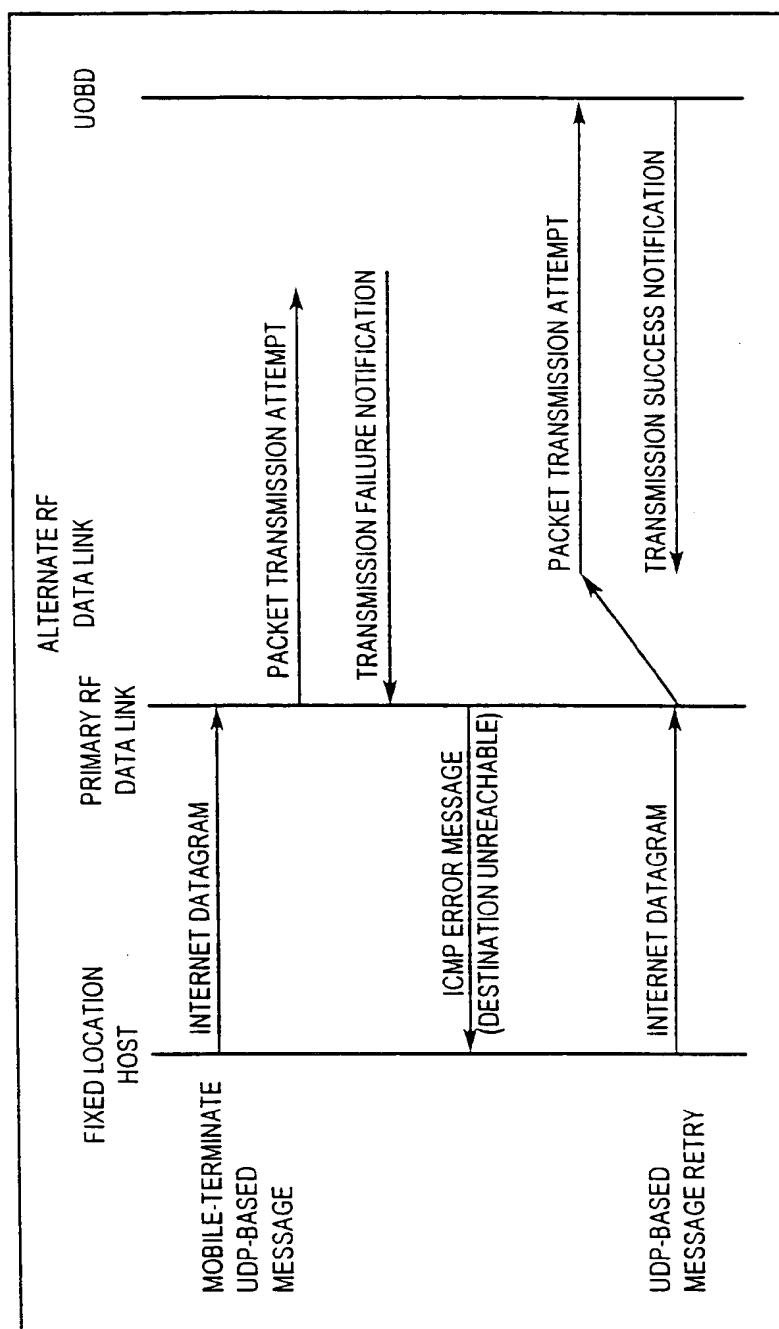 FIXED LOCATION
HOST
PRIMARY RF
DATA LINK
ALTERNATE RF
DATA LINK
UOBD
MOBILE-TERMINATE
UDP-BASED
MESSAGE
INTERNET DATAGRAM
PACKET TRANSMISSION ATTEMPT
TRANSMISSION FAILURE NOTIFICATION
ICMP ERROR MESSAGE
(DESTINATION UNREACHABLE)
UDP-BASED
MESSAGE RETRY
INTERNET DATAGRAM
PACKET TRANSMISSION ATTEMPT
TRANSMISSION SUCCESS NOTIFICATION